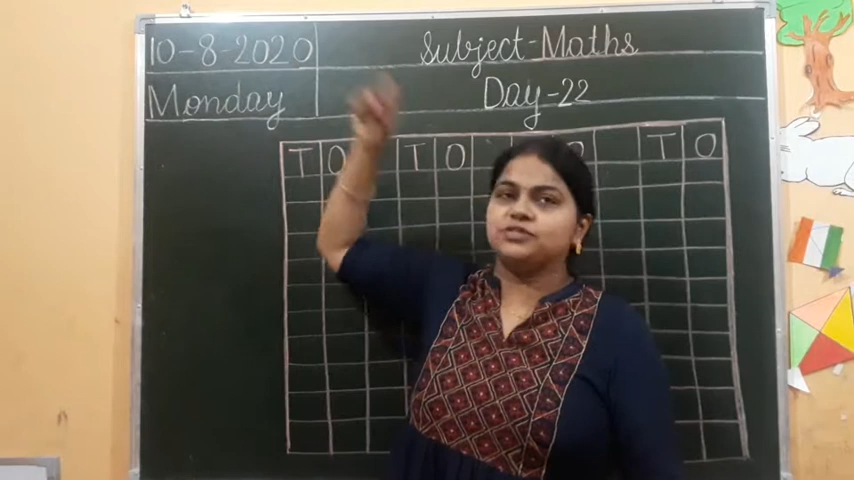 10-8-2020
Subject-Maths
Monday
Day-22
T O T O O T O